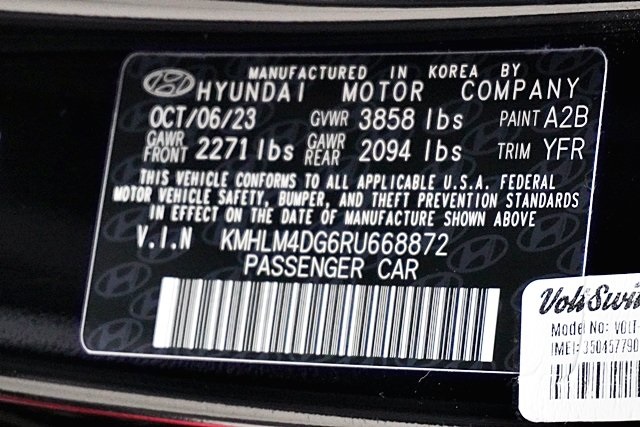 MANUFACTURED IN KOREA BY
HYUNDAI MOTOR COMPANY
OCT/06/23 GVWR 3858 lbs PAINT A2B
GAWR FRONT 2271 lbs GAWR REAR 2094 lbs TRIM YFR
THIS VEHICLE CONFORMS TO ALL APPLICABLE U.S.A. FEDERAL
MOTOR VEHICLE SAFETY, BUMPER, AND THEFT PREVENTION STANDARDS
IN EFFECT ON THE DATE OF MANUFACTURE SHOWN ABOVE
V.I.N KMHLM4DG6RU668872
PASSENGER CAR
Model No:
IMEI: 350457790